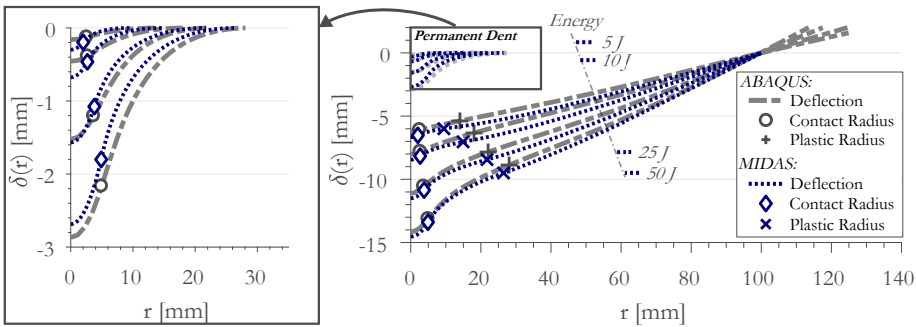 0
-1
-2
-3
δ(r) [mm]
0
10
20
30
r [mm]
Permanent Dent
5
0
-5
-10
-15
δ(r) [mm]
0
20
40
60
80
100
120
140
r [mm]
Energy
5 J
10 J
25 J
50 J
ABAQUS:
Deflection
Contact Radius
Plastic Radius
MIDAS:
Deflection
Contact Radius
Plastic Radius